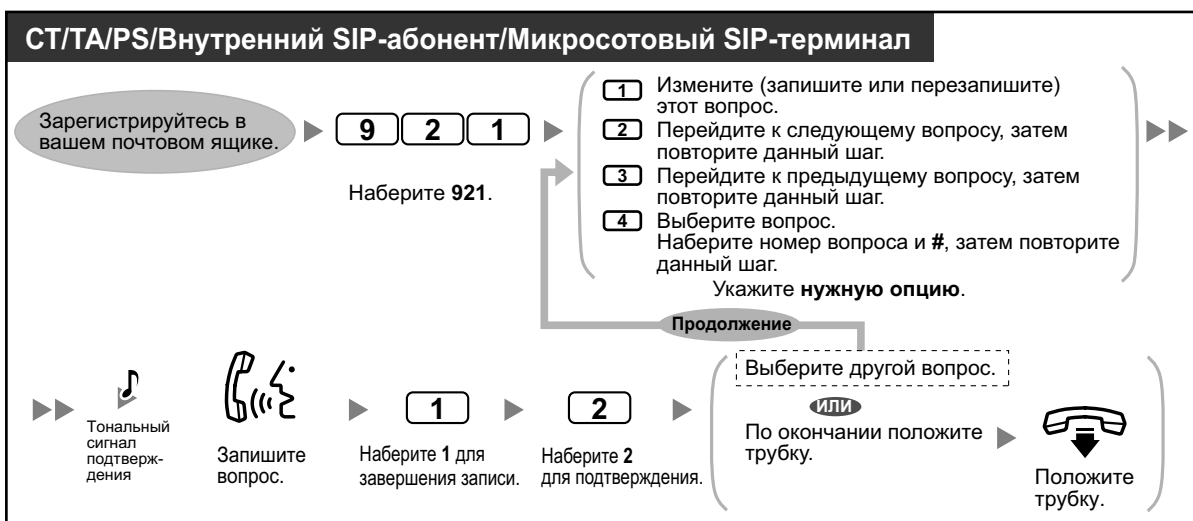 СТ/ТА/PS/Внутренний SIP-абонент/Микросотовый SIP-терминал
Зарегистрируйтесь в
вашем почтовом ящике.
9 2 1
Наберите 921.
1 Измените (запишите или перезапишите)
этот вопрос.
2 Перейдите к следующему вопросу, затем
повторите данный шаг.
3 Перейдите к предыдущему вопросу, затем
повторите данный шаг.
4 Выберите вопрос.
Наберите номер вопроса и #, затем повторите
данный шаг.
Укажите нужную опцию.
Продолжение
Тональный
сигнал
подтверж-
дения
Запишите
вопрос.
1
Наберите 1 для
завершения записи.
2
Наберите 2
для подтверждения.
Выберите другой вопрос.
ИЛИ
По окончании положите
трубку.
Положите
трубку.